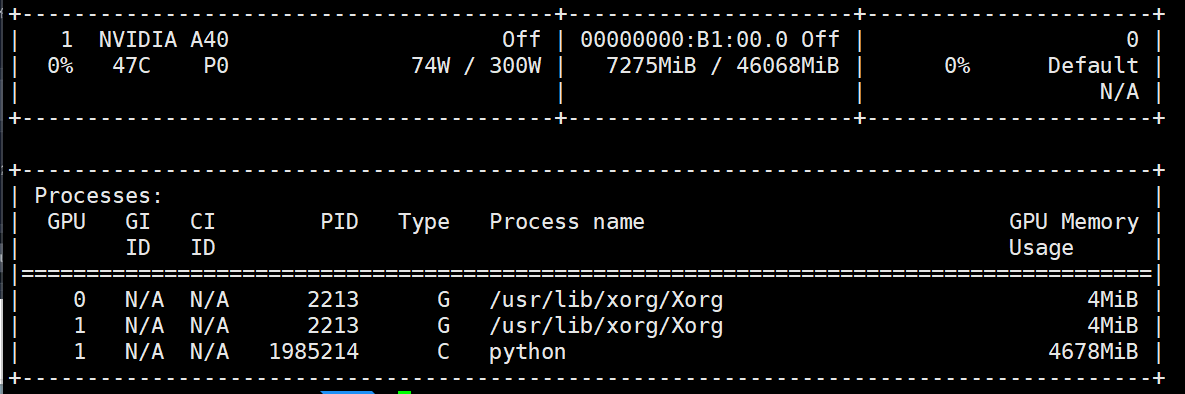 +-----------------------------------------+----------------------+----------------------+
|   1  NVIDIA A40                     Off | 00000000:B1:00.0 Off |                    0 |
|  0%   47C    P0              74W / 300W |   7275MiB / 46068MiB |      0%      Default |
|                                         |                      |                  N/A |
+-----------------------------------------+----------------------+----------------------+

+---------------------------------------------------------------------------------------+
| Processes:                                                                            |
|  GPU   GI   CI        PID   Type   Process name                            GPU Memory |
|        ID   ID                                                             Usage      |
|=======================================================================================|
|    0   N/A  N/A      2213      G   /usr/lib/xorg/Xorg                            4MiB |
|    1   N/A  N/A      2213      G   /usr/lib/xorg/Xorg                            4MiB |
|    1   N/A  N/A   1985214      C   python                                     4678MiB |
+---------------------------------------------------------------------------------------+